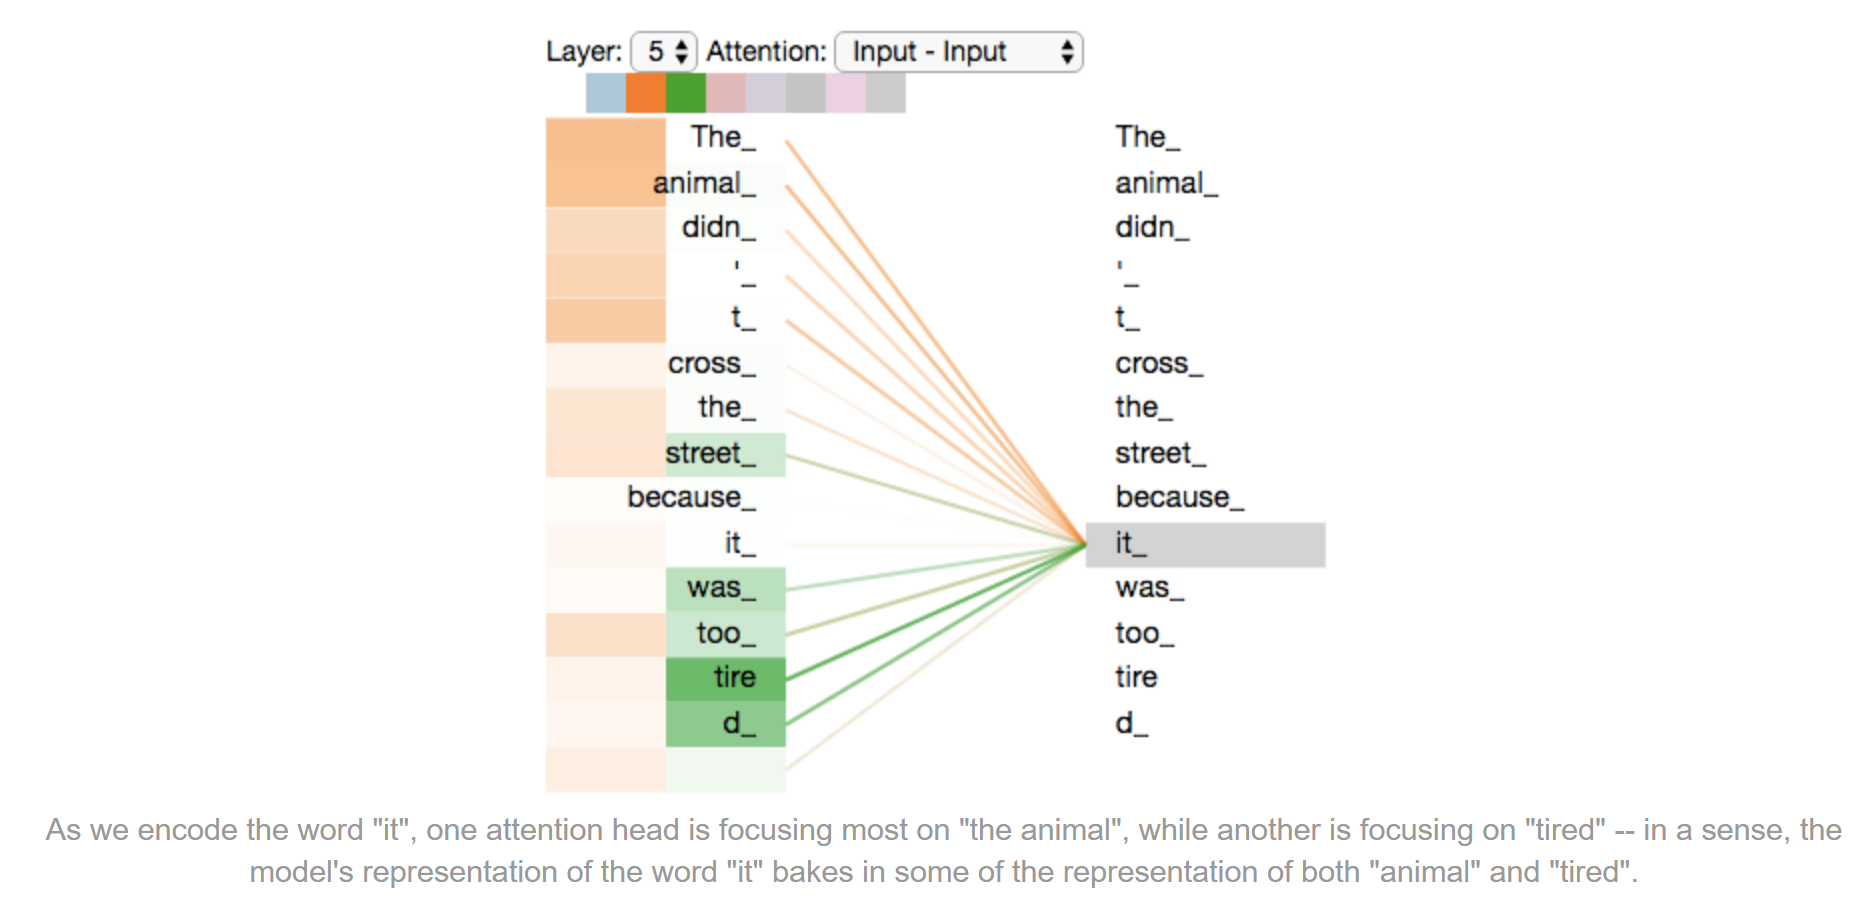 Layer: 5 Attention: Input - Input
The_ The_
animal_ animal_
didn_ didn_
'_ '_
t_ t_
cross_ cross_
the_ the_
street_ street_
because_ because_
it_ it_
was_ was_
too_ too_
tire tire
d_ d_
As we encode the word "it", one attention head is focusing most on "the animal", while another is focusing on "tired" -- in a sense, the
model's representation of the word "it" bakes in some of the representation of both "animal" and "tired".